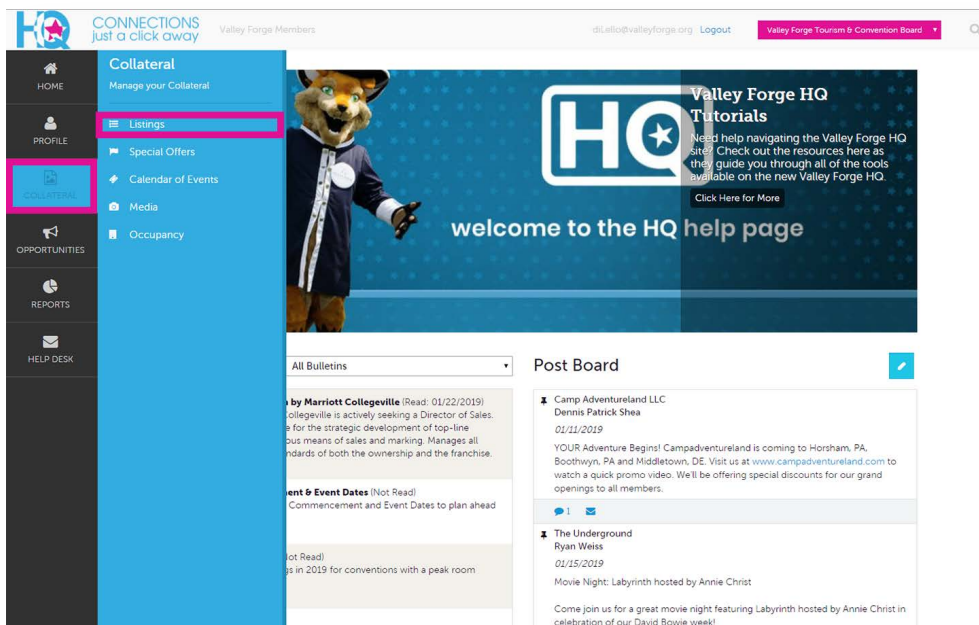 HQ CONNECTIONS
just a click away
Valley Forge Members
diLello@valleyforge.org Logout
Valley Forge Tourism & Convention Board
HOME
PROFILE
COLLATERAL
OPPORTUNITIES
REPORTS
HELP DESK
Collateral
Manage your Collateral
Listings
Special Offers
Calendar of Events
Media
Occupancy
HQ
welcome to the HQ help page
Valley Forge HQ
Tutorials
Need help navigating the Valley Forge HQ
site? Check out the resources here as
they guide you through all of the tools
available on the new Valley Forge HQ.
Click Here for More
All Bulletins
by Marriott Collegeville (Read: 01/22/2019)
Collegeville is actively seeking a Director of Sales.
e for the strategic development of top-line
ous means of sales and marking. Manages all
ndards of both the ownership and the franchise.
ent & Event Dates (Not Read)
Commencement and Event Dates to plan ahead
Not Read)
gs in 2019 for conventions with a peak room
Post Board
Camp Adventureland LLC
Dennis Patrick Shea
01/11/2019
YOUR Adventure Begins! Campadventureland is coming to Horsham, PA,
Boothwyn, PA and Middletown, DE. Visit us at www.campadventureland.com to
watch a quick promo video. We'll be offering special discounts for our grand
openings to all members.
1
The Underground
Ryan Weiss
01/15/2019
Movie Night: Labyrinth hosted by Annie Christ
Come join us for a great movie night featuring Labyrinth hosted by Annie Christ in
celebration of our David Bowie week!